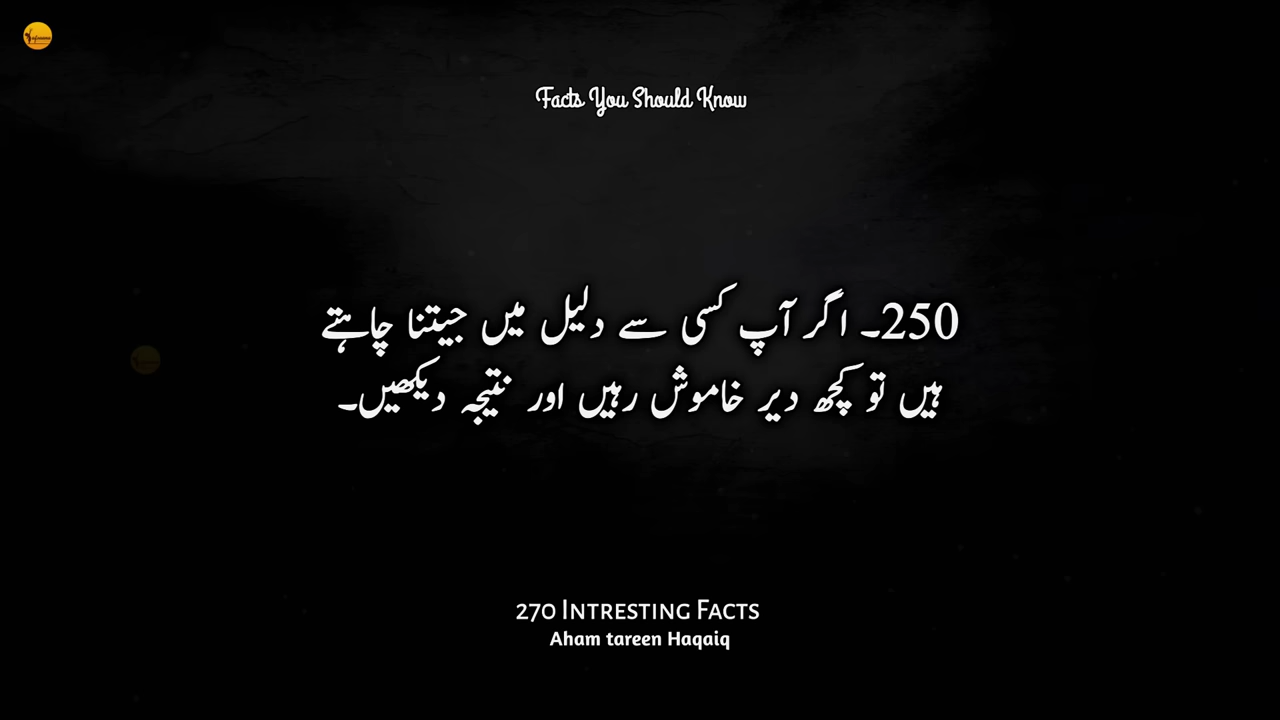 Facts You Should Know
250۔ اگر آپ کسی سے دلیل میں جیتنا چاہتے
ہیں تو کچھ دیر خاموش رہیں اور نتیجہ دیکھیں۔
270 Intresting Facts
Aham tareen Haqaiq